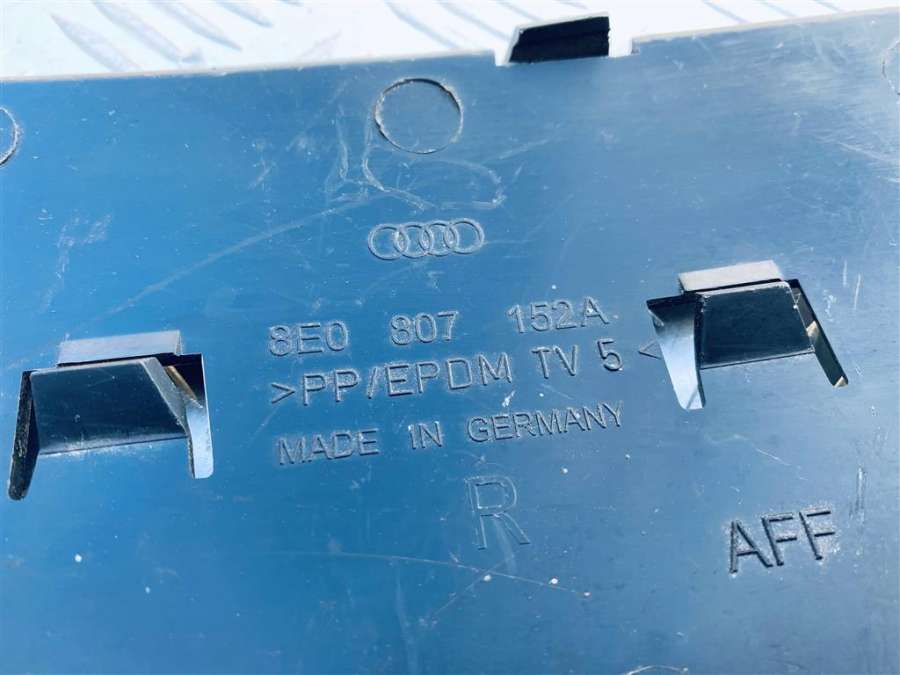 8E0 807 152A
>PP/EPDM TV 5<
MADE IN GERMANY
R
AFF